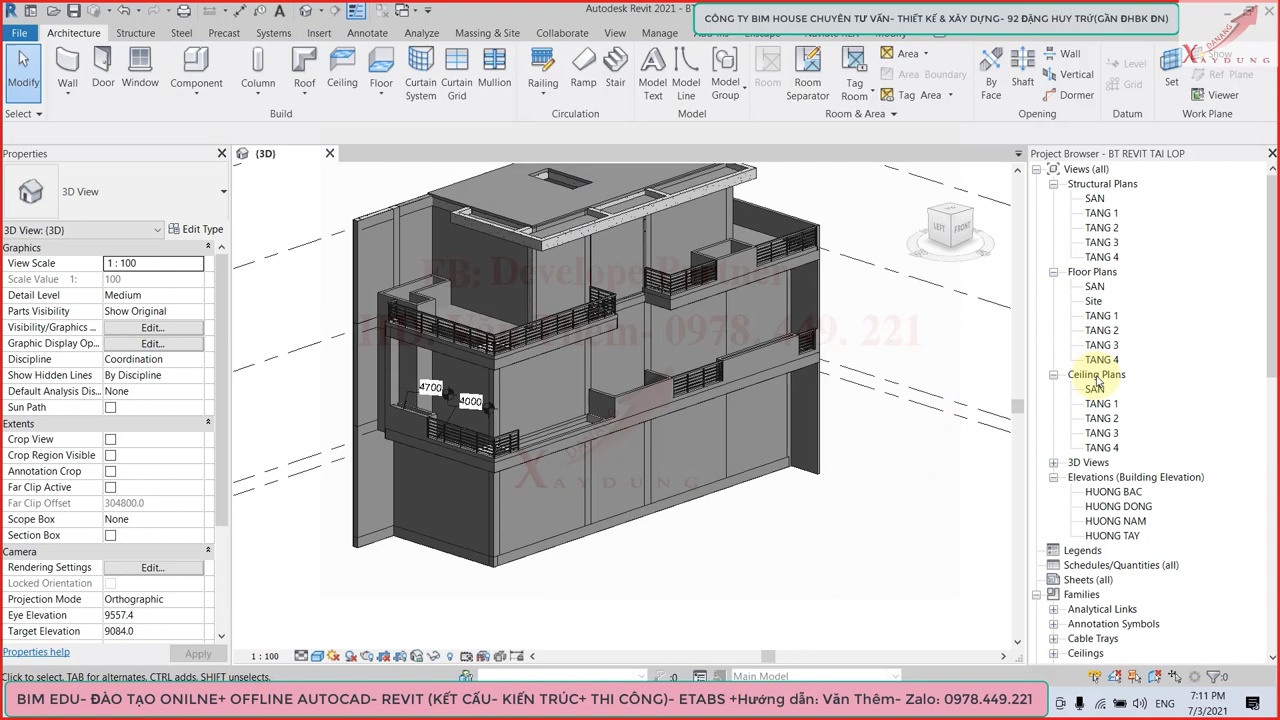 Autodesk Revit 2021
CÔNG TY BIM HOUSE CHUYÊN TƯ VẤN- THIẾT KẾ & XÂY DỰNG- 92 ĐẶNG HUY TRỨ(GẦN ĐHBK ĐN)
File Architecture Structure Steel Precast Systems Insert Annotate Analyze Massing & Site Collaborate View Manage
XAYDUNG
Modify Wall Door Window Component Column Roof Ceiling Floor Curtain System Curtain Grid Mullion Railing Ramp Stair Model Text Model Line Model Group Room Room Separator Tag Room Area Area Boundary Tag Area By Face Shaft Wall Vertical Dormer Level Grid Set Show Ref Plane Viewer
Select Build Circulation Model Room & Area Opening Datum Work Plane
Properties
3D View
3D View: (3D) Edit Type
Graphics
View Scale 1 : 100
Scale Value 1: 100
Detail Level Medium
Parts Visibility Show Original
Visibility/Graphics ... Edit...
Graphic Display Op... Edit...
Discipline Coordination
Show Hidden Lines By Discipline
Default Analysis Dis... None
Sun Path
Extents
Crop View
Crop Region Visible
Annotation Crop
Far Clip Active
Far Clip Offset 304800.0
Scope Box None
Section Box
Camera
Rendering Settings Edit...
Locked Orientation
Projection Mode Orthographic
Eye Elevation 9557.4
Target Elevation 9084.0
Properties help Apply
(3D)
LEFT FRONT
FB: Develope Partner
4700
4000
XAYDUNG
1 : 100
Project Browser - BT REVIT TAI LOP
Views (all)
Structural Plans
SAN
TANG 1
TANG 2
TANG 3
TANG 4
Floor Plans
SAN
Site
TANG 1
TANG 2
TANG 3
TANG 4
Ceiling Plans
SAN
TANG 1
TANG 2
TANG 3
TANG 4
3D Views
Elevations (Building Elevation)
HUONG BAC
HUONG DONG
HUONG NAM
HUONG TAY
Legends
Schedules/Quantities (all)
Sheets (all)
Families
Analytical Links
Annotation Symbols
Cable Trays
Ceilings
Click to select, TAB for alternates, CTRL adds, SHIFT unselects. :0 Main Model :0
BIM EDU- ĐÀO TẠO ONILNE+ OFFLINE AUTOCAD- REVIT (KẾT CẤU- KIẾN TRÚC+ THI CÔNG)- ETABS +Hướng dẫn: Văn Thêm- Zalo: 0978.449.221
ENG
7:11 PM
7/3/2021